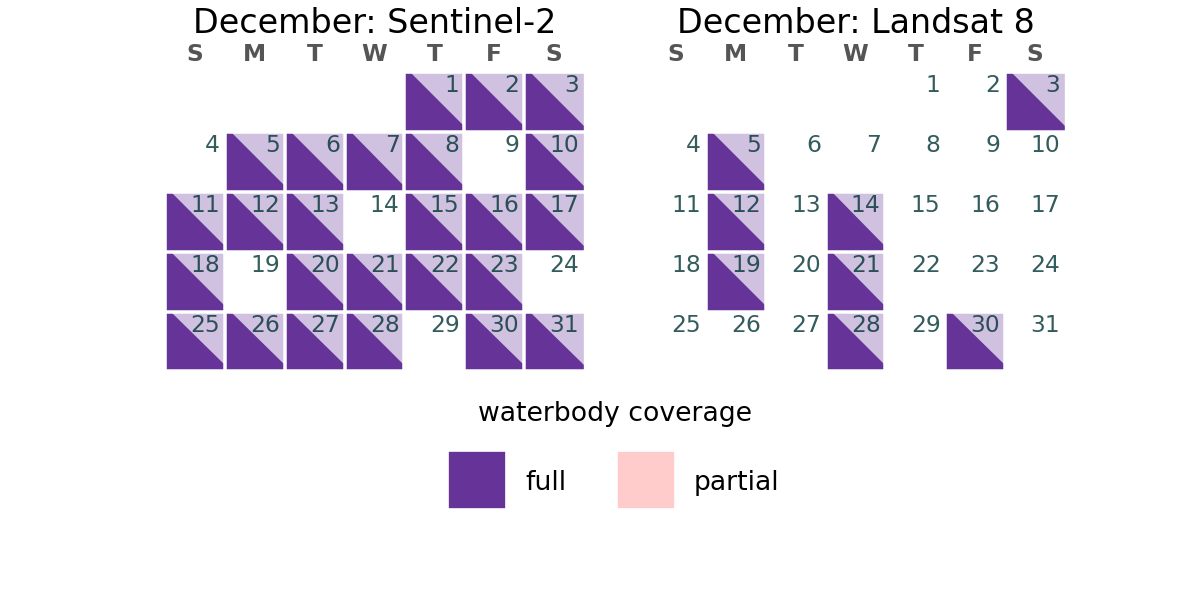 December: Sentinel-2
S M T W T F S
1 2 3
4 5 6 7 8 9 10
11 12 13 14 15 16 17
18 19 20 21 22 23 24
25 26 27 28 29 30 31
December: Landsat 8
S M T W T F S
1 2 3
4 5 6 7 8 9 10
11 12 13 14 15 16 17
18 19 20 21 22 23 24
25 26 27 28 29 30 31
waterbody coverage
full
partial